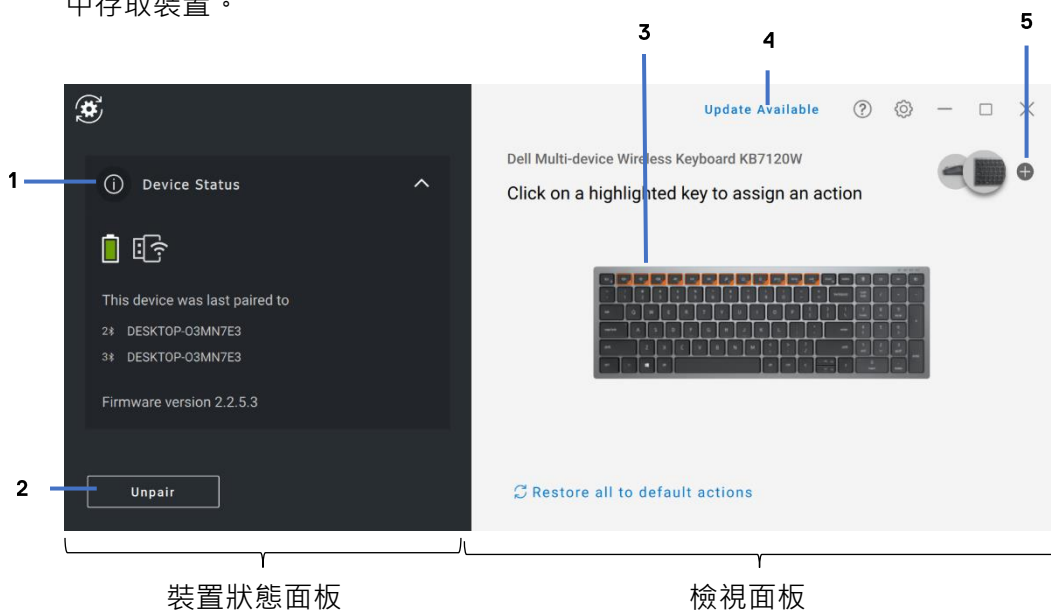 中存取裝置。
3
4
5
Update Available
1
Device Status
Dell Multi-device Wireless Keyboard KB7120W
Click on a highlighted key to assign an action
This device was last paired to
2 DESKTOP-03MN7E3
3 DESKTOP-03MN7E3
Firmware version 2.2.5.3
2
Unpair
Restore all to default actions
裝置狀態面板
檢視面板